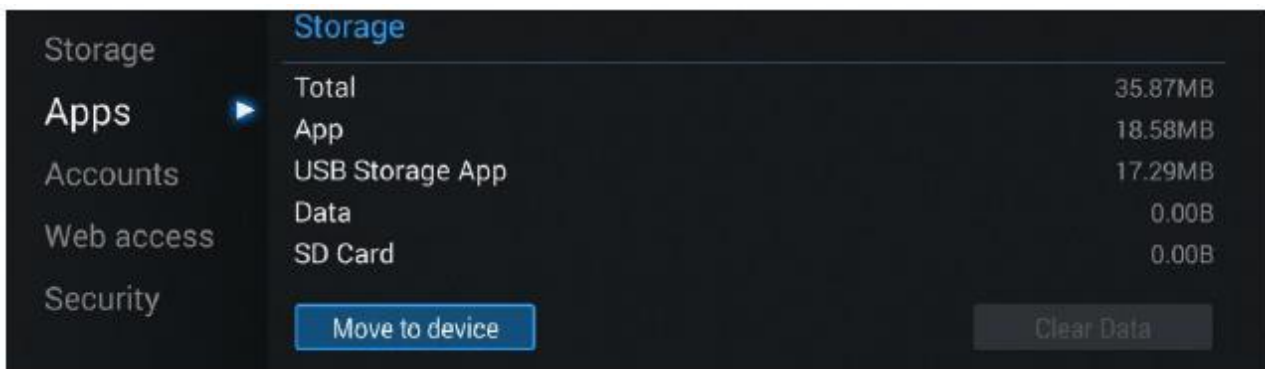 Storage
Apps
Accounts
Web access
Security
Storage
Total 35.87MB
App 18.58MB
USB Storage App 17.29MB
Data 0.00B
SD Card 0.00B
Move to device Clear Data